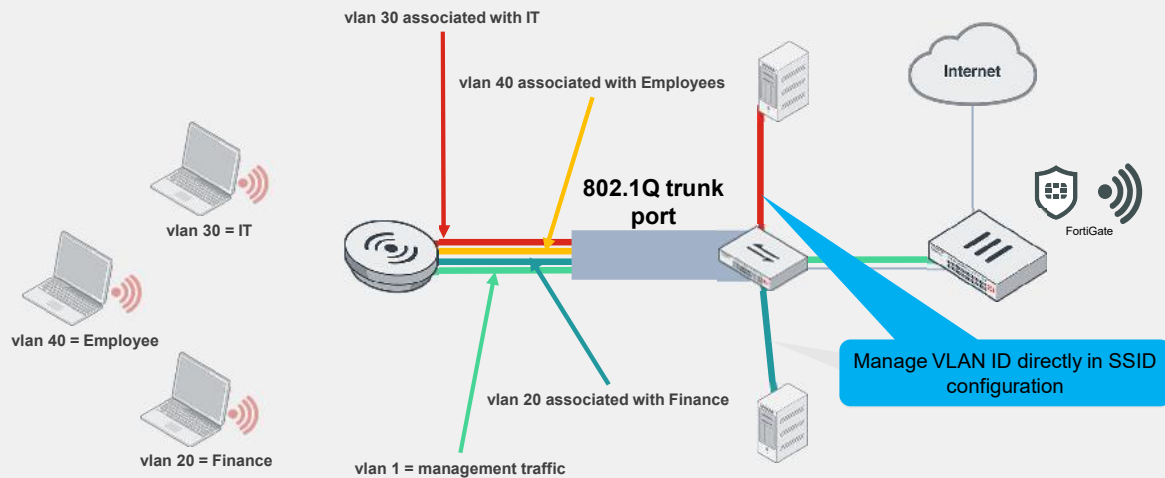 vlan 30 associated with IT
vlan 40 associated with Employees
Internet
802.1Q trunk
port
FortiGate
vlan 30 = IT
vlan 40 = Employee
Manage VLAN ID directly in SSID
configuration
vlan 20 associated with Finance
vlan 20 = Finance
vlan 1 = management traffic